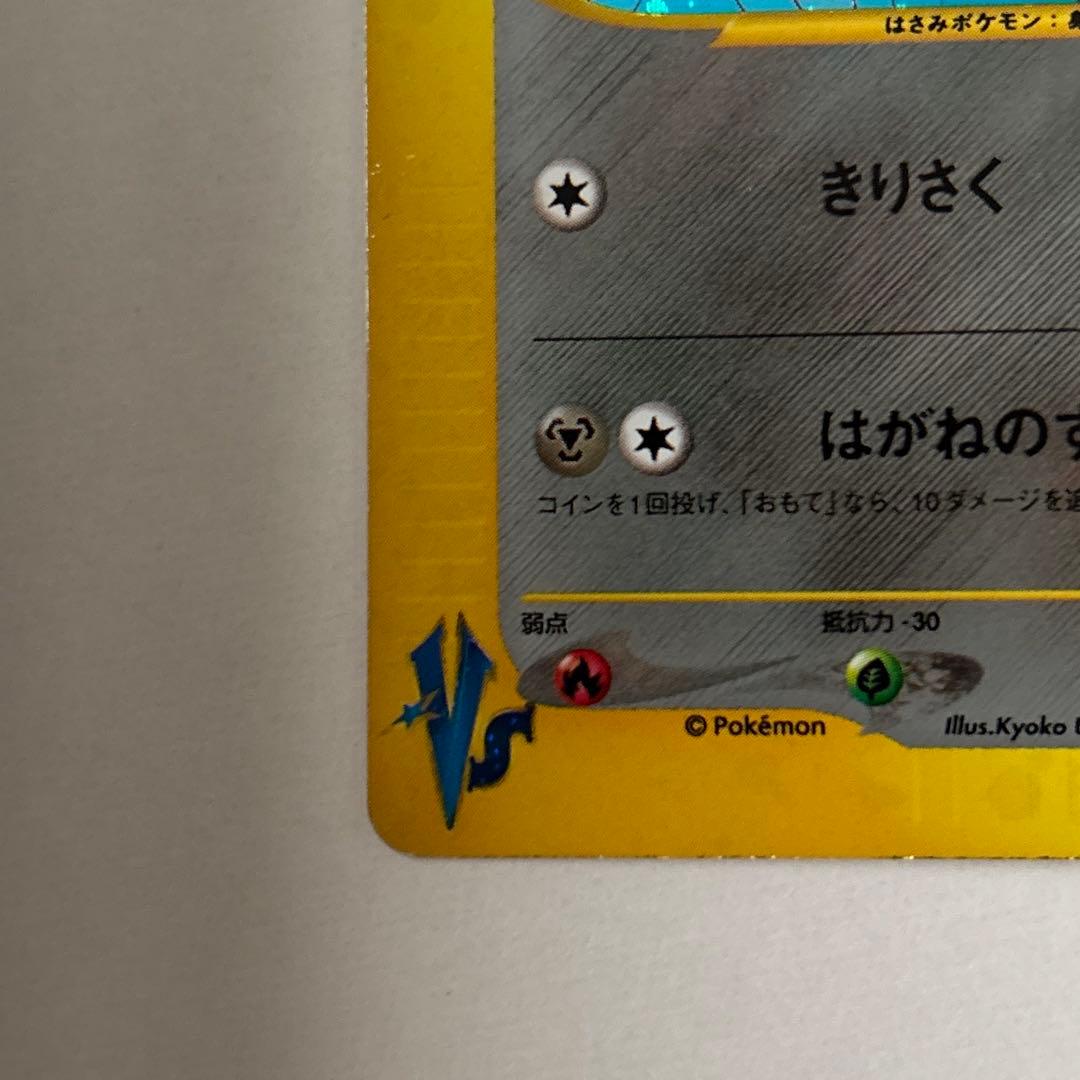 はさみポケモン：
きりさく
はがねのす
コインを1回投げ、「おもて」なら、10ダメージを追
弱点
抵抗力 -30
VS
© Pokémon
Illus.Kyoko